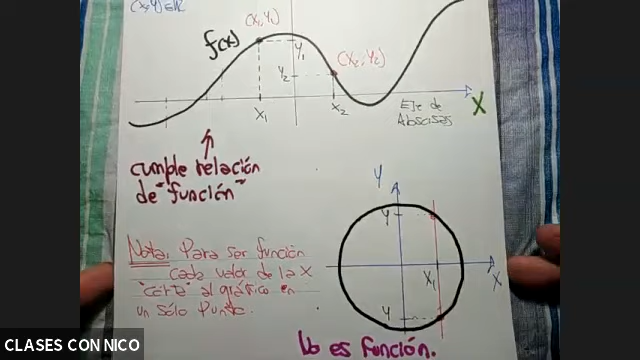 (x,y) ∈ R
(x₁, y₁)
f(x)
y₁
(x₂, y₂)
y₂
x₁
x₂
Eje de
Abscisas
X
cumple relación
de "función"
Y
Nota: Para ser función
cada valor de la X
"corta" al gráfico en
un sólo punto.
y
x₁
X
y
No es función.
CLASES CON NICO